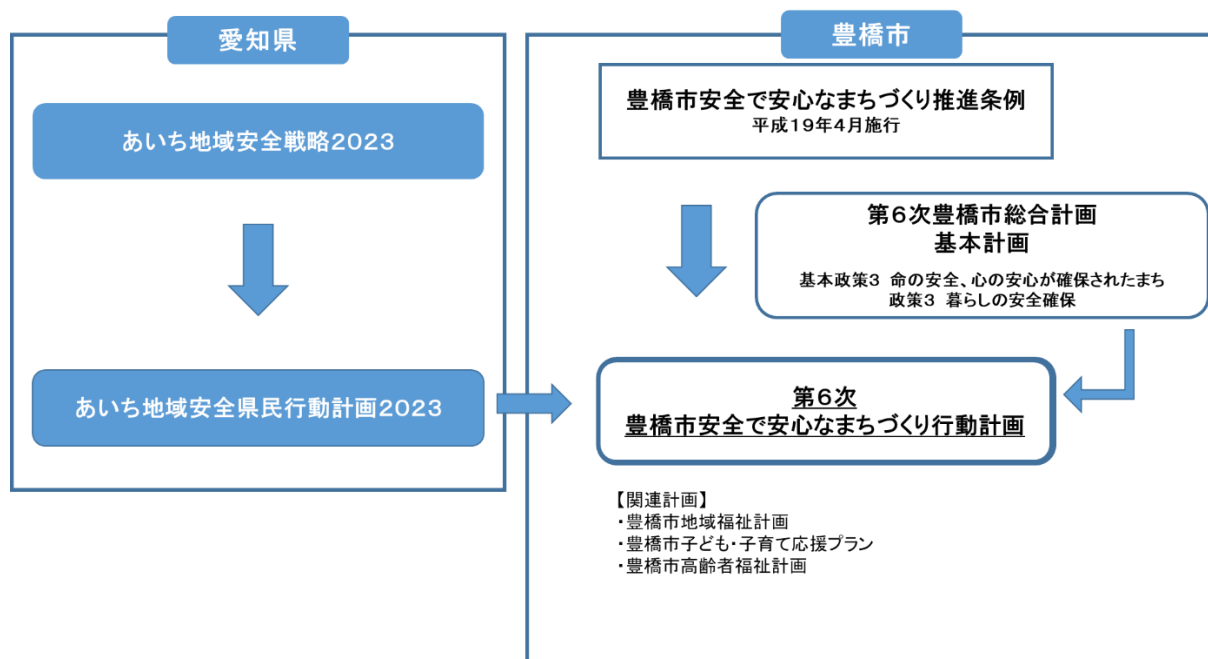 愛知県
あいち地域安全戦略2023
あいち地域安全県民行動計画2023
豊橋市
豊橋市安全で安心なまちづくり推進条例
平成19年4月施行
第6次豊橋市総合計画
基本計画
基本政策3 命の安全、心の安心が確保されたまち
政策3 暮らしの安全確保
第6次
豊橋市安全で安心なまちづくり行動計画
【関連計画】
・豊橋市地域福祉計画
・豊橋市子ども・子育て応援プラン
・豊橋市高齢者福祉計画